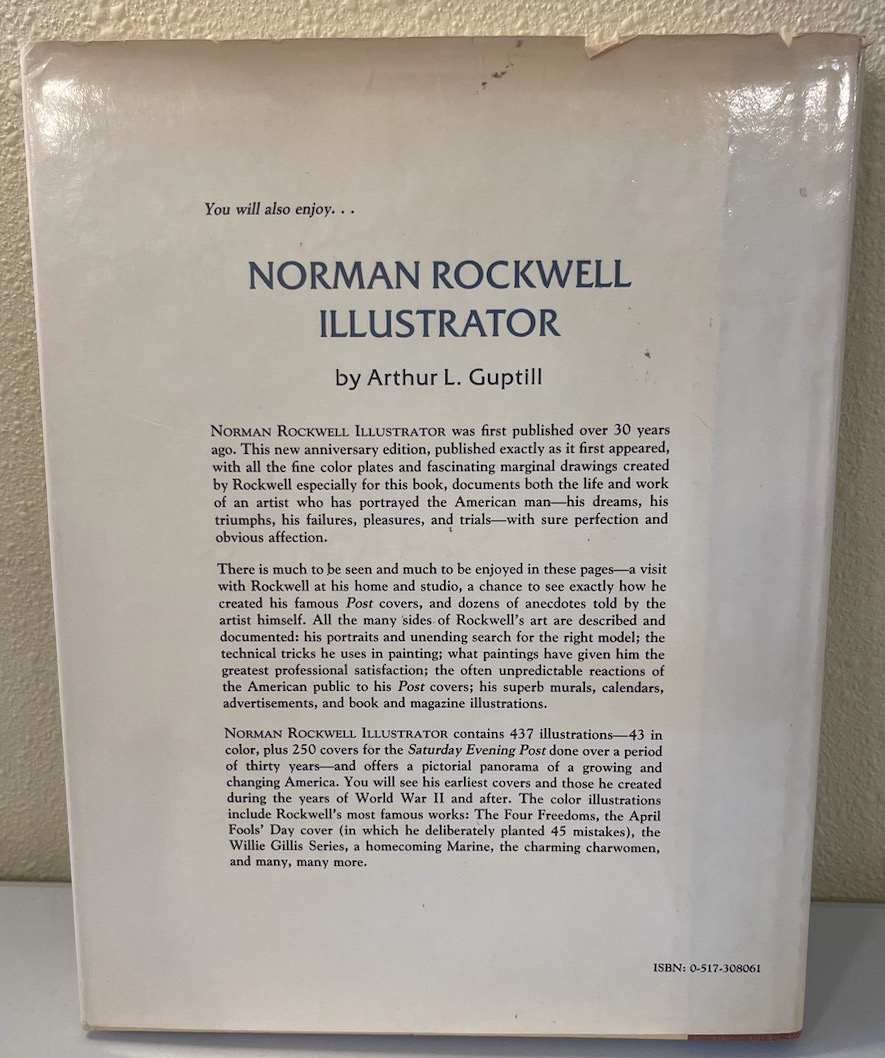 You will also enjoy. . .
NORMAN ROCKWELL
ILLUSTRATOR
by Arthur L. Guptill
NORMAN ROCKWELL ILLUSTRATOR was first published over 30 years
ago. This new anniversary edition, published exactly as it first appeared,
with all the fine color plates and fascinating marginal drawings created
by Rockwell especially for this book, documents both the life and work
of an artist who has portrayed the American man—his dreams, his
triumphs, his failures, pleasures, and trials—with sure perfection and
obvious affection.
There is much to be seen and much to be enjoyed in these pages—a visit
with Rockwell at his home and studio, a chance to see exactly how he
created his famous Post covers, and dozens of anecdotes told by the
artist himself. All the many sides of Rockwell's art are described and
documented: his portraits and unending search for the right model; the
technical tricks he uses in painting; what paintings have given him the
greatest professional satisfaction; the often unpredictable reactions of
the American public to his Post covers; his superb murals, calendars,
advertisements, and book and magazine illustrations.
NORMAN ROCKWELL ILLUSTRATOR contains 437 illustrations—43 in
color, plus 250 covers for the Saturday Evening Post done over a period
of thirty years—and offers a pictorial panorama of a growing and
changing America. You will see his earliest covers and those he created
during the years of World War II and after. The color illustrations
include Rockwell's most famous works: The Four Freedoms, the April
Fools' Day cover (in which he deliberately planted 45 mistakes), the
Willie Gillis Series, a homecoming Marine, the charming charwomen,
and many, many more.
ISBN: 0-517-308061